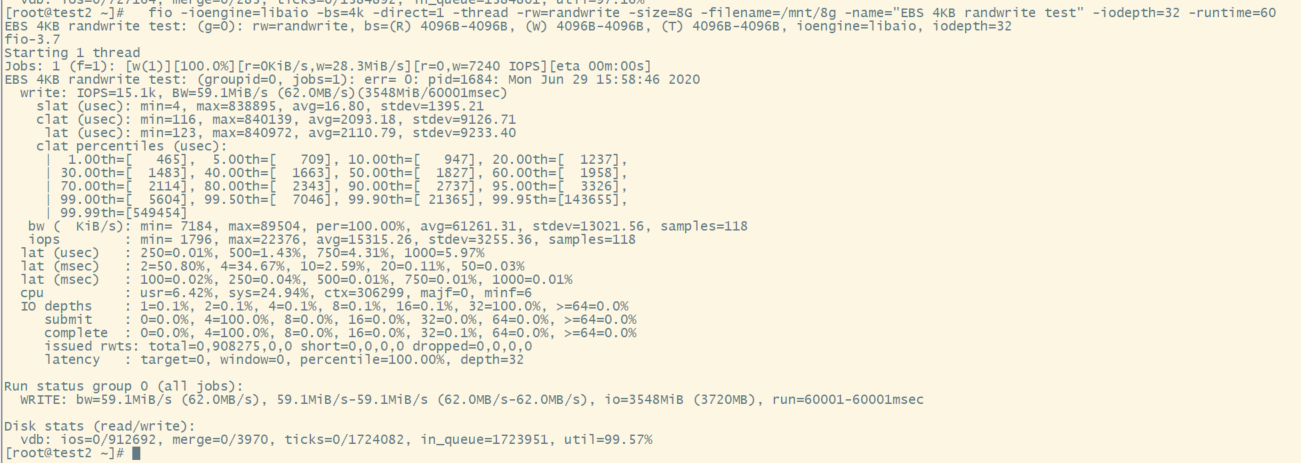 [root@test2 ~]#   fio -ioengine=libaio -bs=4k -direct=1 -thread -rw=randwrite -size=8G -filename=/mnt/8g -name="EBS 4KB randwrite test" -iodepth=32 -runtime=60
EBS 4KB randwrite test: (g=0): rw=randwrite, bs=(R) 4096B-4096B, (W) 4096B-4096B, (T) 4096B-4096B, ioengine=libaio, iodepth=32
fio-3.7
Starting 1 thread
Jobs: 1 (f=1): [w(1)][100.0%][r=0KiB/s,w=28.3MiB/s][r=0,w=7240 IOPS][eta 00m:00s]
EBS 4KB randwrite test: (groupid=0, jobs=1): err= 0: pid=1684: Mon Jun 29 15:58:46 2020
  write: IOPS=15.1k, BW=59.1MiB/s (62.0MB/s)(3548MiB/60001msec)
    slat (usec): min=4, max=838895, avg=16.80, stdev=1395.21
    clat (usec): min=116, max=840139, avg=2093.18, stdev=9126.71
     lat (usec): min=123, max=840972, avg=2110.79, stdev=9233.40
    clat percentiles (usec):
     |  1.00th=[   465],  5.00th=[   709], 10.00th=[   947], 20.00th=[  1237],
     | 30.00th=[  1483], 40.00th=[  1663], 50.00th=[  1827], 60.00th=[  1958],
     | 70.00th=[  2114], 80.00th=[  2343], 90.00th=[  2737], 95.00th=[  3326],
     | 99.00th=[  5604], 99.50th=[  7046], 99.90th=[ 21365], 99.95th=[143655],
     | 99.99th=[549454]
   bw (  KiB/s): min= 7184, max=89504, per=100.00%, avg=61261.31, stdev=13021.56, samples=118
   iops        : min= 1796, max=22376, avg=15315.26, stdev=3255.36, samples=118
  lat (usec)   : 250=0.01%, 500=1.43%, 750=4.31%, 1000=5.97%
  lat (msec)   : 2=50.80%, 4=34.67%, 10=2.59%, 20=0.11%, 50=0.03%
  lat (msec)   : 100=0.02%, 250=0.04%, 500=0.01%, 750=0.01%, 1000=0.01%
  cpu          : usr=6.42%, sys=24.94%, ctx=306299, majf=0, minf=6
  IO depths    : 1=0.1%, 2=0.1%, 4=0.1%, 8=0.1%, 16=0.1%, 32=100.0%, >=64=0.0%
     submit    : 0=0.0%, 4=100.0%, 8=0.0%, 16=0.0%, 32=0.0%, 64=0.0%, >=64=0.0%
     complete  : 0=0.0%, 4=100.0%, 8=0.0%, 16=0.0%, 32=0.1%, 64=0.0%, >=64=0.0%
     issued rwts: total=0,908275,0,0 short=0,0,0,0 dropped=0,0,0,0
     latency   : target=0, window=0, percentile=100.00%, depth=32

Run status group 0 (all jobs):
  WRITE: bw=59.1MiB/s (62.0MB/s), 59.1MiB/s-59.1MiB/s (62.0MB/s-62.0MB/s), io=3548MiB (3720MB), run=60001-60001msec

Disk stats (read/write):
  vdb: ios=0/912692, merge=0/3970, ticks=0/1724082, in_queue=1723951, util=99.57%
[root@test2 ~]#